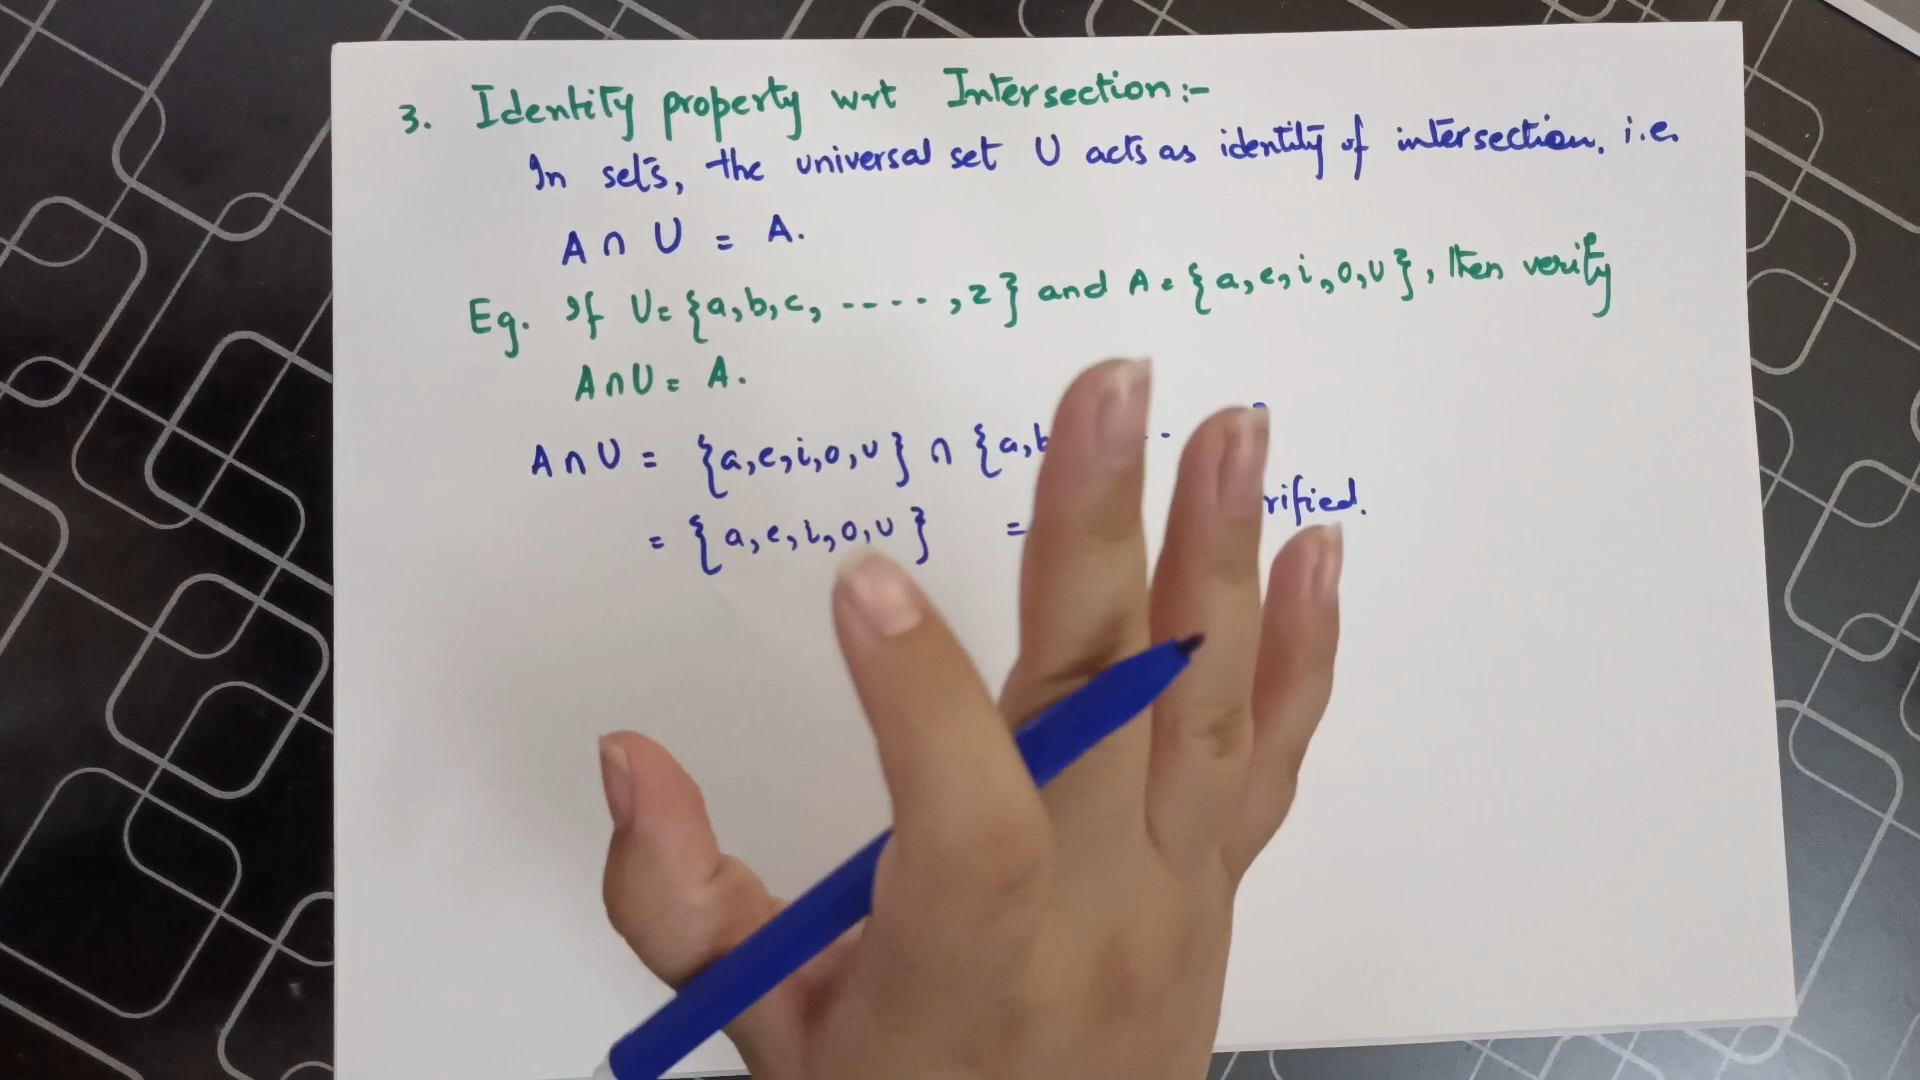 3. Identity property wrt Intersection :-
In sets, the universal set U acts as identity of intersection. i.e.
A ∩ U = A.
Eg. If U = {a, b, c, ....., z} and A = {a, e, i, o, u}, then verify
A ∩ U = A.
A ∩ U = {a, e, i, o, u} ∩ {a, b
= {a, e, i, o, u} = rified.